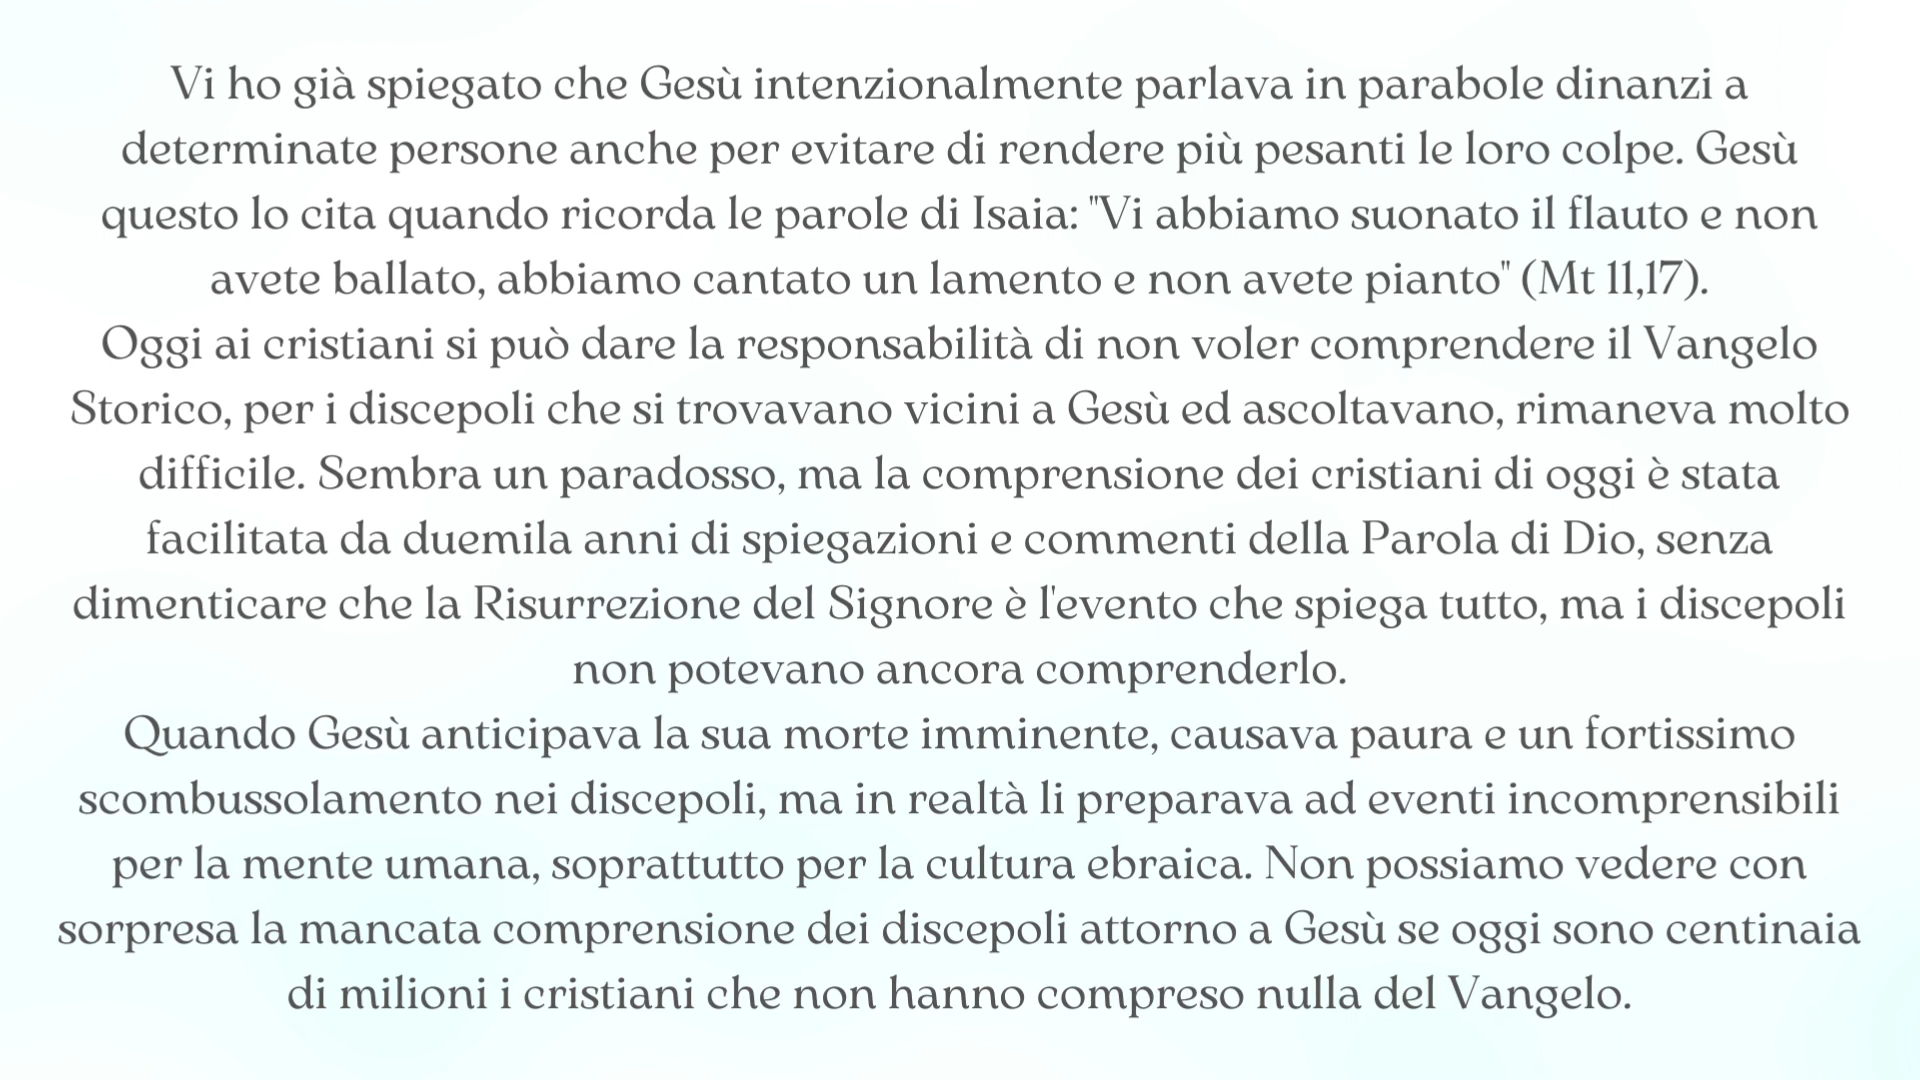 Vi ho già spiegato che Gesù intenzionalmente parlava in parabole dinanzi a
determinate persone anche per evitare di rendere più pesanti le loro colpe. Gesù
questo lo cita quando ricorda le parole di Isaia: "Vi abbiamo suonato il flauto e non
avete ballato, abbiamo cantato un lamento e non avete pianto" (Mt 11,17).
Oggi ai cristiani si può dare la responsabilità di non voler comprendere il Vangelo
Storico, per i discepoli che si trovavano vicini a Gesù ed ascoltavano, rimaneva molto
difficile. Sembra un paradosso, ma la comprensione dei cristiani di oggi è stata
facilitata da duemila anni di spiegazioni e commenti della Parola di Dio, senza
dimenticare che la Risurrezione del Signore è l'evento che spiega tutto, ma i discepoli
non potevano ancora comprenderlo.
Quando Gesù anticipava la sua morte imminente, causava paura e un fortissimo
scombussolamento nei discepoli, ma in realtà li preparava ad eventi incomprensibili
per la mente umana, soprattutto per la cultura ebraica. Non possiamo vedere con
sorpresa la mancata comprensione dei discepoli attorno a Gesù se oggi sono centinaia
di milioni i cristiani che non hanno compreso nulla del Vangelo.